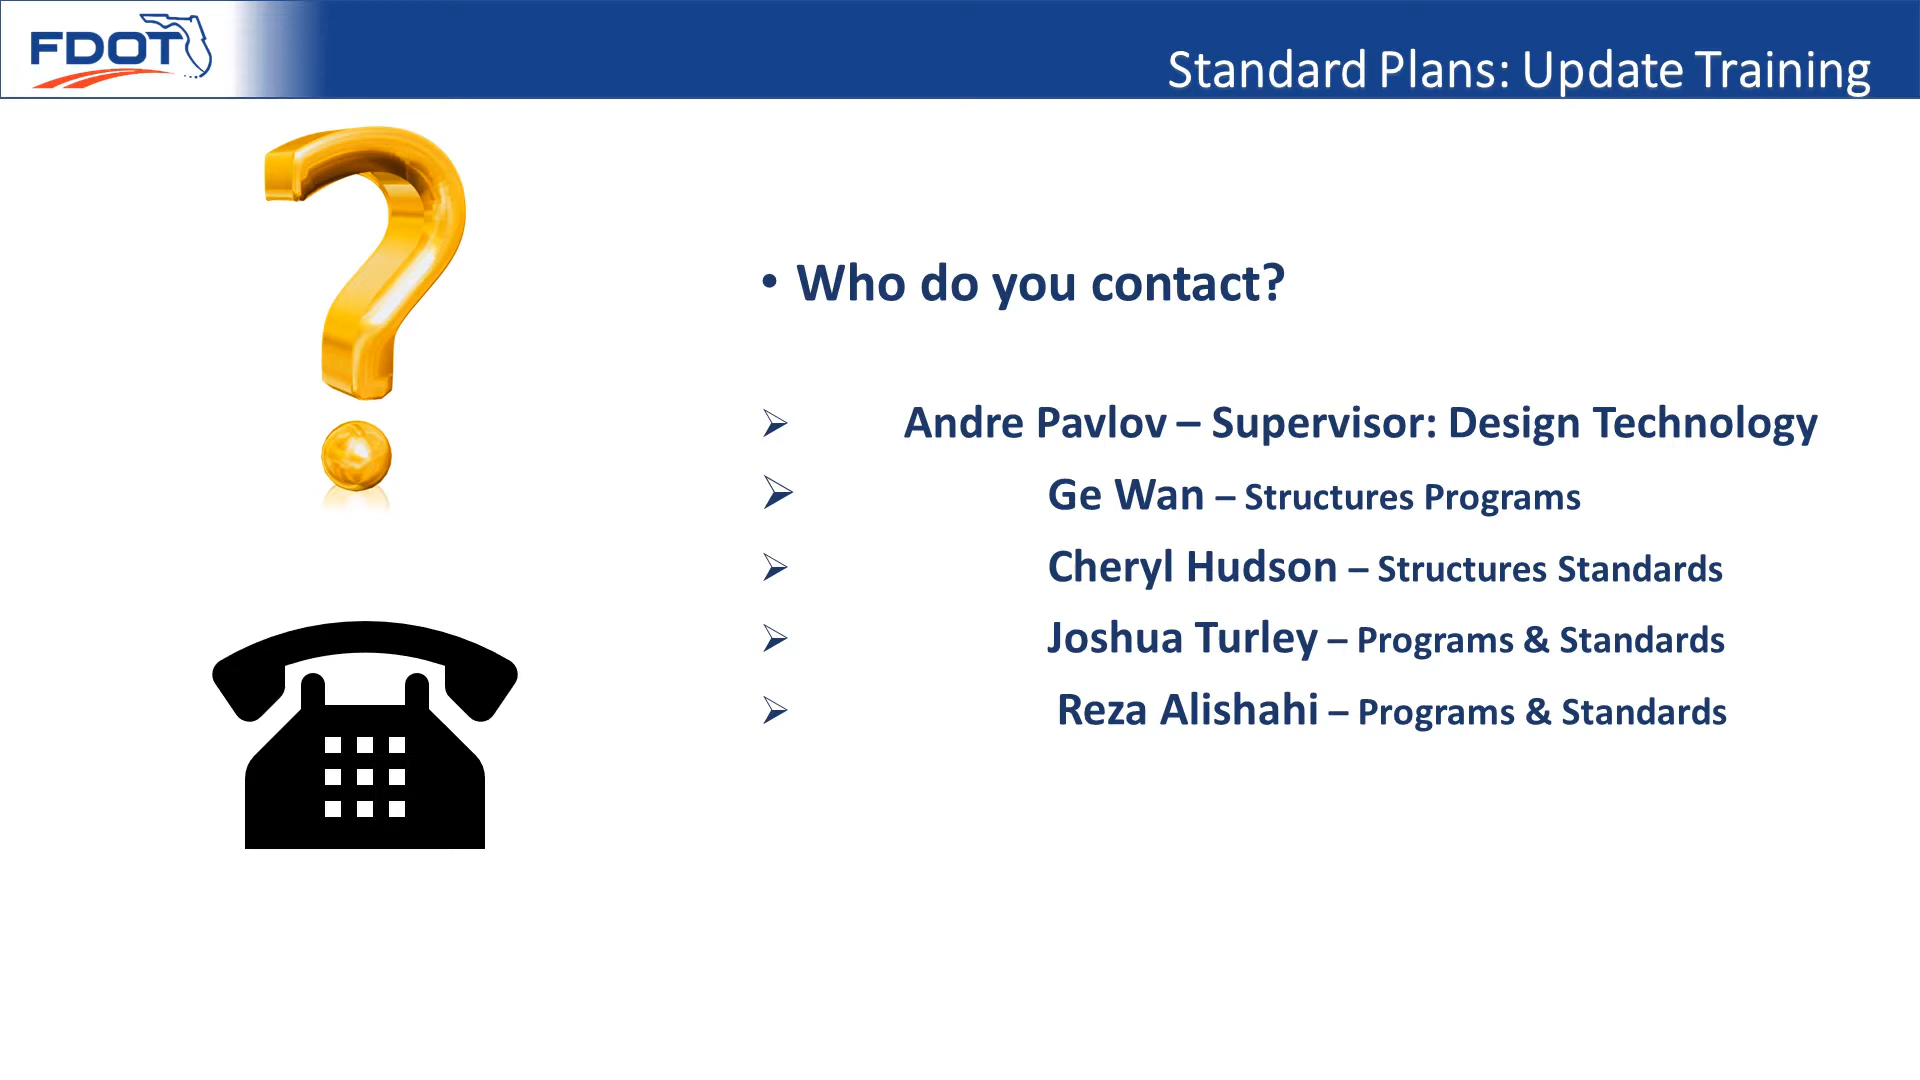 FDOT
Standard Plans: Update Training
• Who do you contact?
➢ Andre Pavlov – Supervisor: Design Technology
➢ Ge Wan – Structures Programs
➢ Cheryl Hudson – Structures Standards
➢ Joshua Turley – Programs & Standards
➢ Reza Alishahi – Programs & Standards